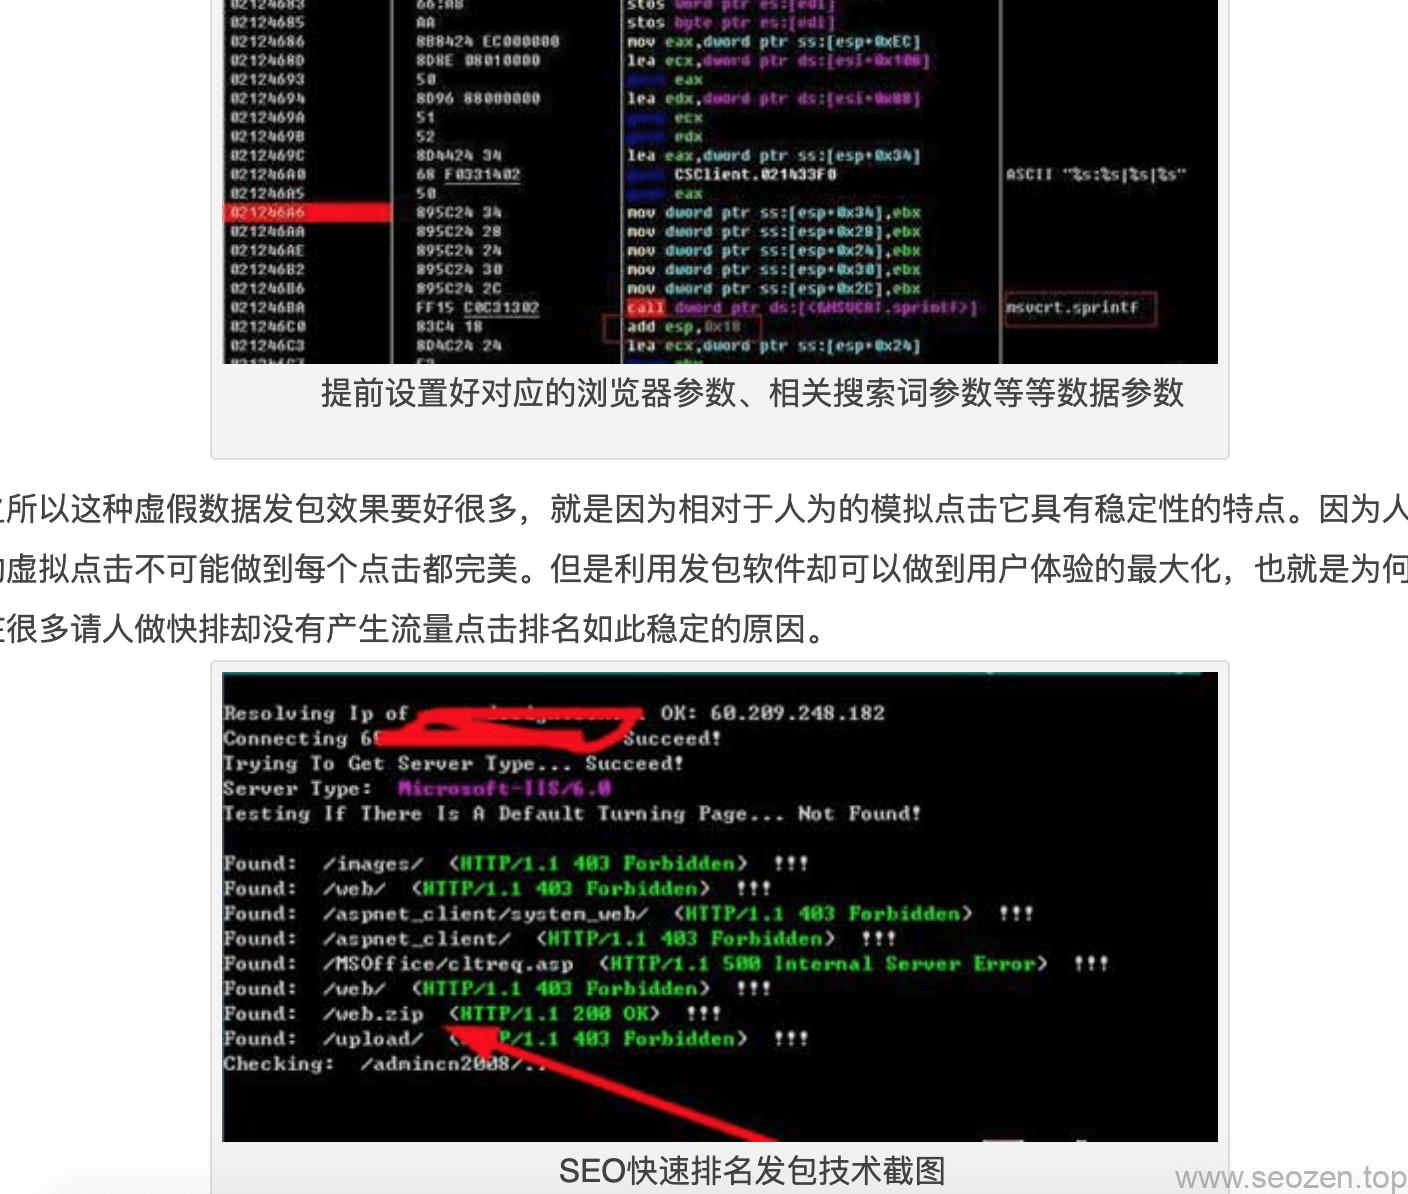 02124683 66:AB stos word ptr es:[edi]
02124685 AA stos byte ptr es:[edi]
02124686 8B8424 EC000000 mov eax,dword ptr ss:[esp+0xEC]
0212468D 8D8E 08010000 lea ecx,dword ptr ds:[esi+0x108]
02124693 50 eax
02124694 8D96 88000000 lea edx,dword ptr ds:[esi+0x88]
0212469A 51 ecx
0212469B 52 edx
0212469C 8D4424 34 lea eax,dword ptr ss:[esp+0x34]
021246A0 68 F0331402 CSClient.021433F0 ASCII "%s:%s|%s|%s"
021246A5 50 eax
021246A6 895C24 34 mov dword ptr ss:[esp+0x34],ebx
021246AA 895C24 28 mov dword ptr ss:[esp+0x28],ebx
021246AE 895C24 24 mov dword ptr ss:[esp+0x24],ebx
021246B2 895C24 30 mov dword ptr ss:[esp+0x30],ebx
021246B6 895C24 2C mov dword ptr ss:[esp+0x2C],ebx
021246BA FF15 C0C31302 call dword ptr ds:[<&MSVCRT.sprintf>] msvcrt.sprintf
021246C0 83C4 18 add esp,0x18
021246C3 8D4C24 24 lea ecx,dword ptr ss:[esp+0x24]
提前设置好对应的浏览器参数、相关搜索词参数等等数据参数
所以这种虚假数据发包效果要好很多，就是因为相对于人为的模拟点击它具有稳定性的特点。因为人
虚拟点击不可能做到每个点击都完美。但是利用发包软件却可以做到用户体验的最大化，也就是为何
很多请人做快排却没有产生流量点击排名如此稳定的原因。
Resolving Ip of OK: 60.209.248.182
Connecting 6 Succeed!
Trying To Get Server Type... Succeed!
Server Type: Microsoft-IIS/6.0
Testing If There Is A Default Turning Page... Not Found!
Found: /images/ <HTTP/1.1 403 Forbidden> !!!
Found: /web/ <HTTP/1.1 403 Forbidden> !!!
Found: /aspnet_client/system_web/ <HTTP/1.1 403 Forbidden> !!!
Found: /aspnet_client/ <HTTP/1.1 403 Forbidden> !!!
Found: /MSOffice/cltreq.asp <HTTP/1.1 500 Internal Server Error> !!!
Found: /web/ <HTTP/1.1 403 Forbidden> !!!
Found: /web.zip <HTTP/1.1 200 OK> !!!
Found: /upload/ < P/1.1 403 Forbidden> !!!
Checking: /admincn2008/..
SEO快速排名发包技术截图
www.seozen.top